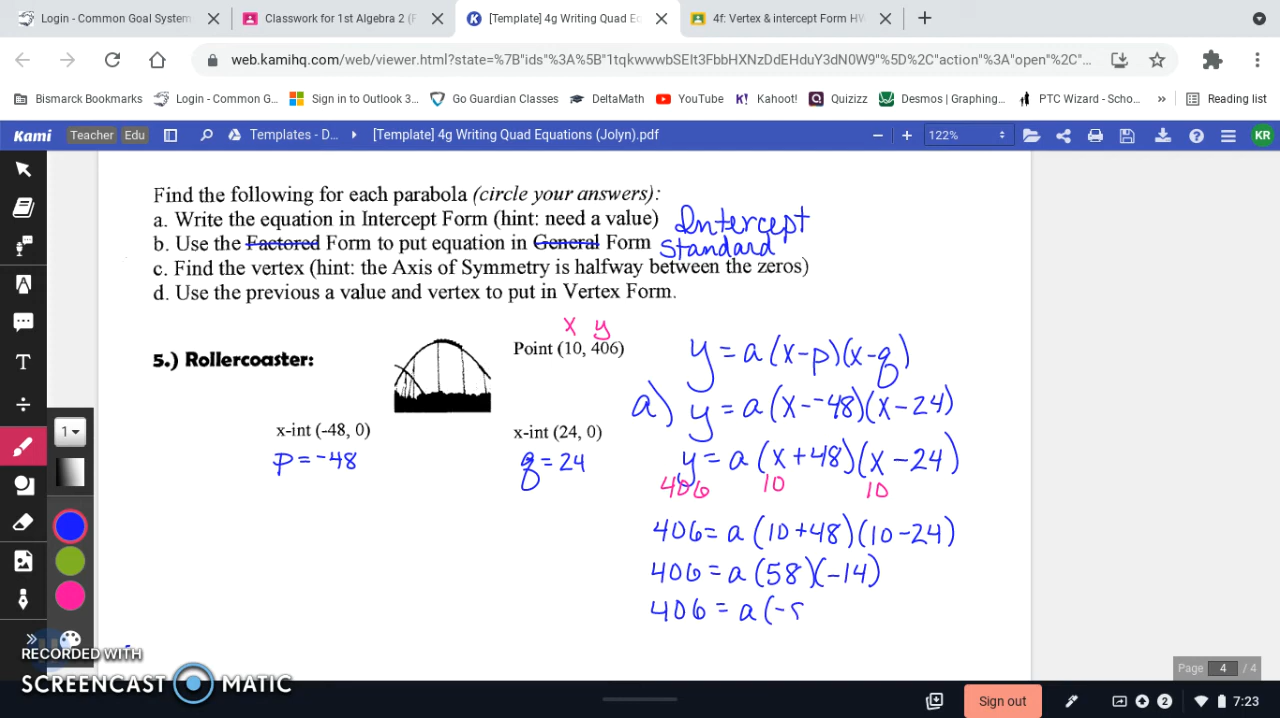 Login - Common Goal System
Classwork for 1st Algebra 2 (F
[Template] 4g Writing Quad Ec
4f: Vertex & intercept Form HW
web.kamihq.com/web/viewer.html?state=%7B"ids"%3A%5B"1tqkwwwbSEIt3FbbHXNzDdEHduY3dN0W9"%5D%2C"action"%3A"open"%2C"...
Bismarck Bookmarks
Login - Common G...
Sign in to Outlook 3...
Go Guardian Classes
DeltaMath
YouTube
Kahoot!
Quizizz
Desmos | Graphing...
PTC Wizard - Scho...
»
Reading list
Kami Teacher Edu
Templates - D... [Template] 4g Writing Quad Equations (Jolyn).pdf
122%
KR
Find the following for each parabola (circle your answers):
a. Write the equation in Intercept Form (hint: need a value)
Intercept
b. Use the Factored Form to put equation in General Form
Standard
c. Find the vertex (hint: the Axis of Symmetry is halfway between the zeros)
d. Use the previous a value and vertex to put in Vertex Form.
x y
5.) Rollercoaster:
Point (10, 406)
x-int (-48, 0)
p = -48
x-int (24, 0)
q = 24
y = a (x-p)(x-q)
a) y = a (x--48)(x-24)
y = a (x+48)(x-24)
406 10 10
406 = a (10+48)(10-24)
406 = a (58)(-14)
406 = a (-
1
T
RECORDED WITH
SCREENCAST MATIC
Page 4 / 4
Sign out
2
7:23